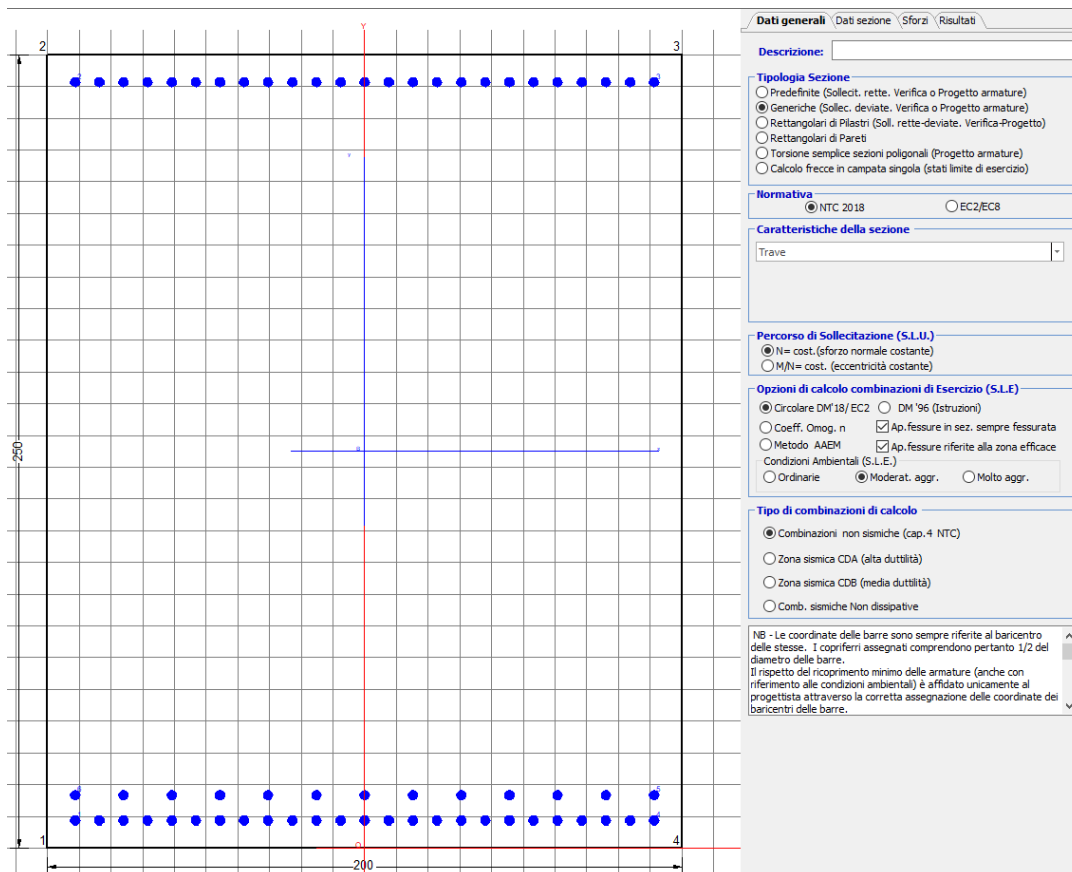 Y
2
3
2
3
Y
250
G
6
5
4
1
4
O
200
Dati generali
Dati sezione
Sforzi
Risultati
Descrizione:
Tipologia Sezione
Predefinite (Sollecit. rette. Verifica o Progetto armature)
Generiche (Sollec. deviate. Verifica o Progetto armature)
Rettangolari di Pilastri (Soll. rette-deviate. Verifica-Progetto)
Rettangolari di Pareti
Torsione semplice sezioni poligonali (Progetto armature)
Calcolo frecce in campata singola (stati limite di esercizio)
Normativa
NTC 2018
EC2/EC8
Caratteristiche della sezione
Trave
Percorso di Sollecitazione (S.L.U.)
N= cost.(sforzo normale costante)
M/N= cost. (eccentricità costante)
Opzioni di calcolo combinazioni di Esercizio (S.L.E)
Circolare DM'18/ EC2
DM '96 (Istruzioni)
Coeff. Omog. n
Ap.fessure in sez. sempre fessurata
Metodo AAEM
Ap.fessure riferite alla zona efficace
Condizioni Ambientali (S.L.E.)
Ordinarie
Moderat. aggr.
Molto aggr.
Tipo di combinazioni di calcolo
Combinazioni non sismiche (cap.4 NTC)
Zona sismica CDA (alta duttilità)
Zona sismica CDB (media duttilità)
Comb. sismiche Non dissipative
NB - Le coordinate delle barre sono sempre riferite al baricentro
delle stesse. I copriferri assegnati comprendono pertanto 1/2 del
diametro delle barre.
Il rispetto del ricoprimento minimo delle armature (anche con
riferimento alle condizioni ambientali) è affidato unicamente al
progettista attraverso la corretta assegnazione delle coordinate dei
baricentri delle barre.